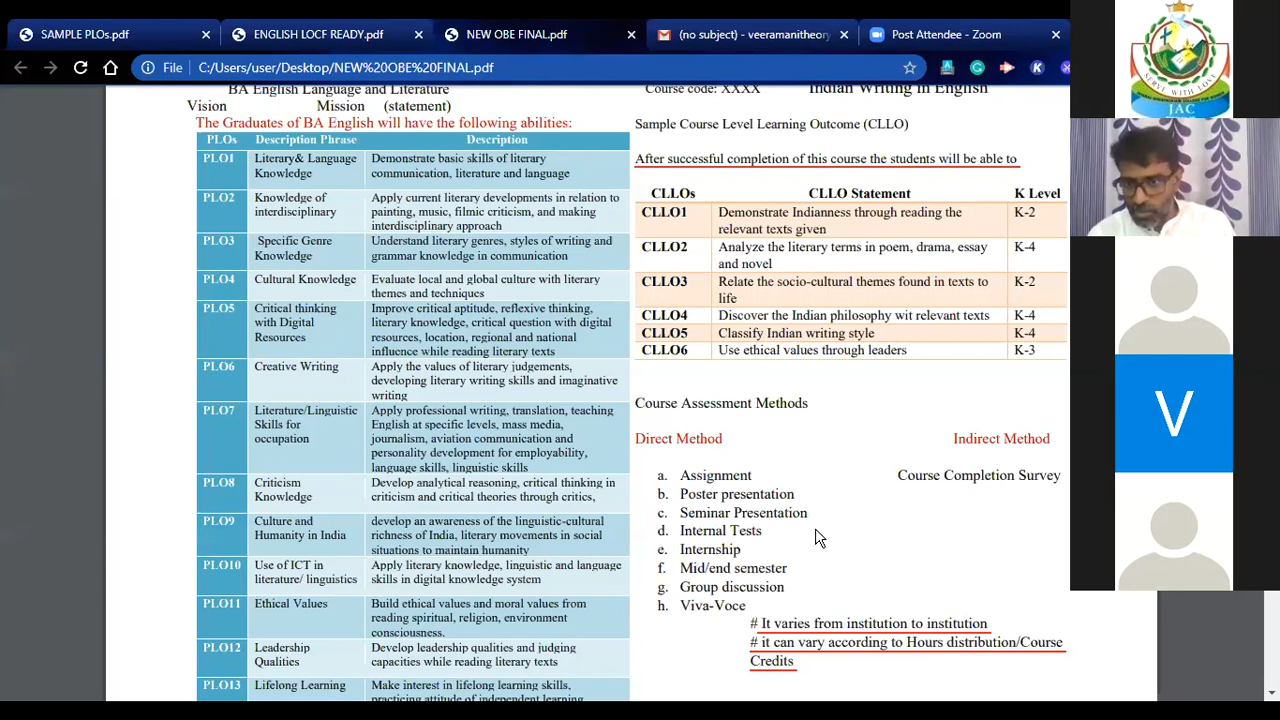 SAMPLE PLOs.pdf
ENGLISH LOCF READY.pdf
NEW OBE FINAL.pdf
(no subject) - veeramanitheory
Post Attendee - Zoom
File C:/Users/user/Desktop/NEW%20OBE%20FINAL.pdf
BA English Language and Literature
Vision Mission (statement)
The Graduates of BA English will have the following abilities:
PLOs Description Phrase Description
PLO1 Literary& Language Demonstrate basic skills of literary
Knowledge communication, literature and language
PLO2 Knowledge of Apply current literary developments in relation to
interdisciplinary painting, music, filmic criticism, and making
interdisciplinary approach
PLO3 Specific Genre Understand literary genres, styles of writing and
Knowledge grammar knowledge in communication
PLO4 Cultural Knowledge Evaluate local and global culture with literary
themes and techniques
PLO5 Critical thinking Improve critical aptitude, reflexive thinking,
with Digital literary knowledge, critical question with digital
Resources resources, location, regional and national
influence while reading literary texts
PLO6 Creative Writing Apply the values of literary judgements,
developing literary writing skills and imaginative
writing
PLO7 Literature/Linguistic Apply professional writing, translation, teaching
Skills for English at specific levels, mass media,
occupation journalism, aviation communication and
personality development for employability,
language skills, linguistic skills
PLO8 Criticism Develop analytical reasoning, critical thinking in
Knowledge criticism and critical theories through critics,
PLO9 Culture and develop an awareness of the linguistic-cultural
Humanity in India richness of India, literary movements in social
situations to maintain humanity
PLO10 Use of ICT in Apply literary knowledge, linguistic and language
literature/ linguistics skills in digital knowledge system
PLO11 Ethical Values Build ethical values and moral values from
reading spiritual, religion, environment
consciousness.
PLO12 Leadership Develop leadership qualities and judging
Qualities capacities while reading literary texts
PLO13 Lifelong Learning Make interest in lifelong learning skills,
practicing attitude of independent learning
Course code: XXXX Indian Writing in English
Sample Course Level Learning Outcome (CLLO)
After successful completion of this course the students will be able to
CLLOs CLLO Statement K Level
CLLO1 Demonstrate Indianness through reading the K-2
relevant texts given
CLLO2 Analyze the literary terms in poem, drama, essay K-4
and novel
CLLO3 Relate the socio-cultural themes found in texts to K-2
life
CLLO4 Discover the Indian philosophy wit relevant texts K-4
CLLO5 Classify Indian writing style K-4
CLLO6 Use ethical values through leaders K-3
Course Assessment Methods
Direct Method Indirect Method
a. Assignment Course Completion Survey
b. Poster presentation
c. Seminar Presentation
d. Internal Tests
e. Internship
f. Mid/end semester
g. Group discussion
h. Viva-Voce
# It varies from institution to institution
# it can vary according to Hours distribution/Course
Credits
SERVE WITH LOVE
JAC
V